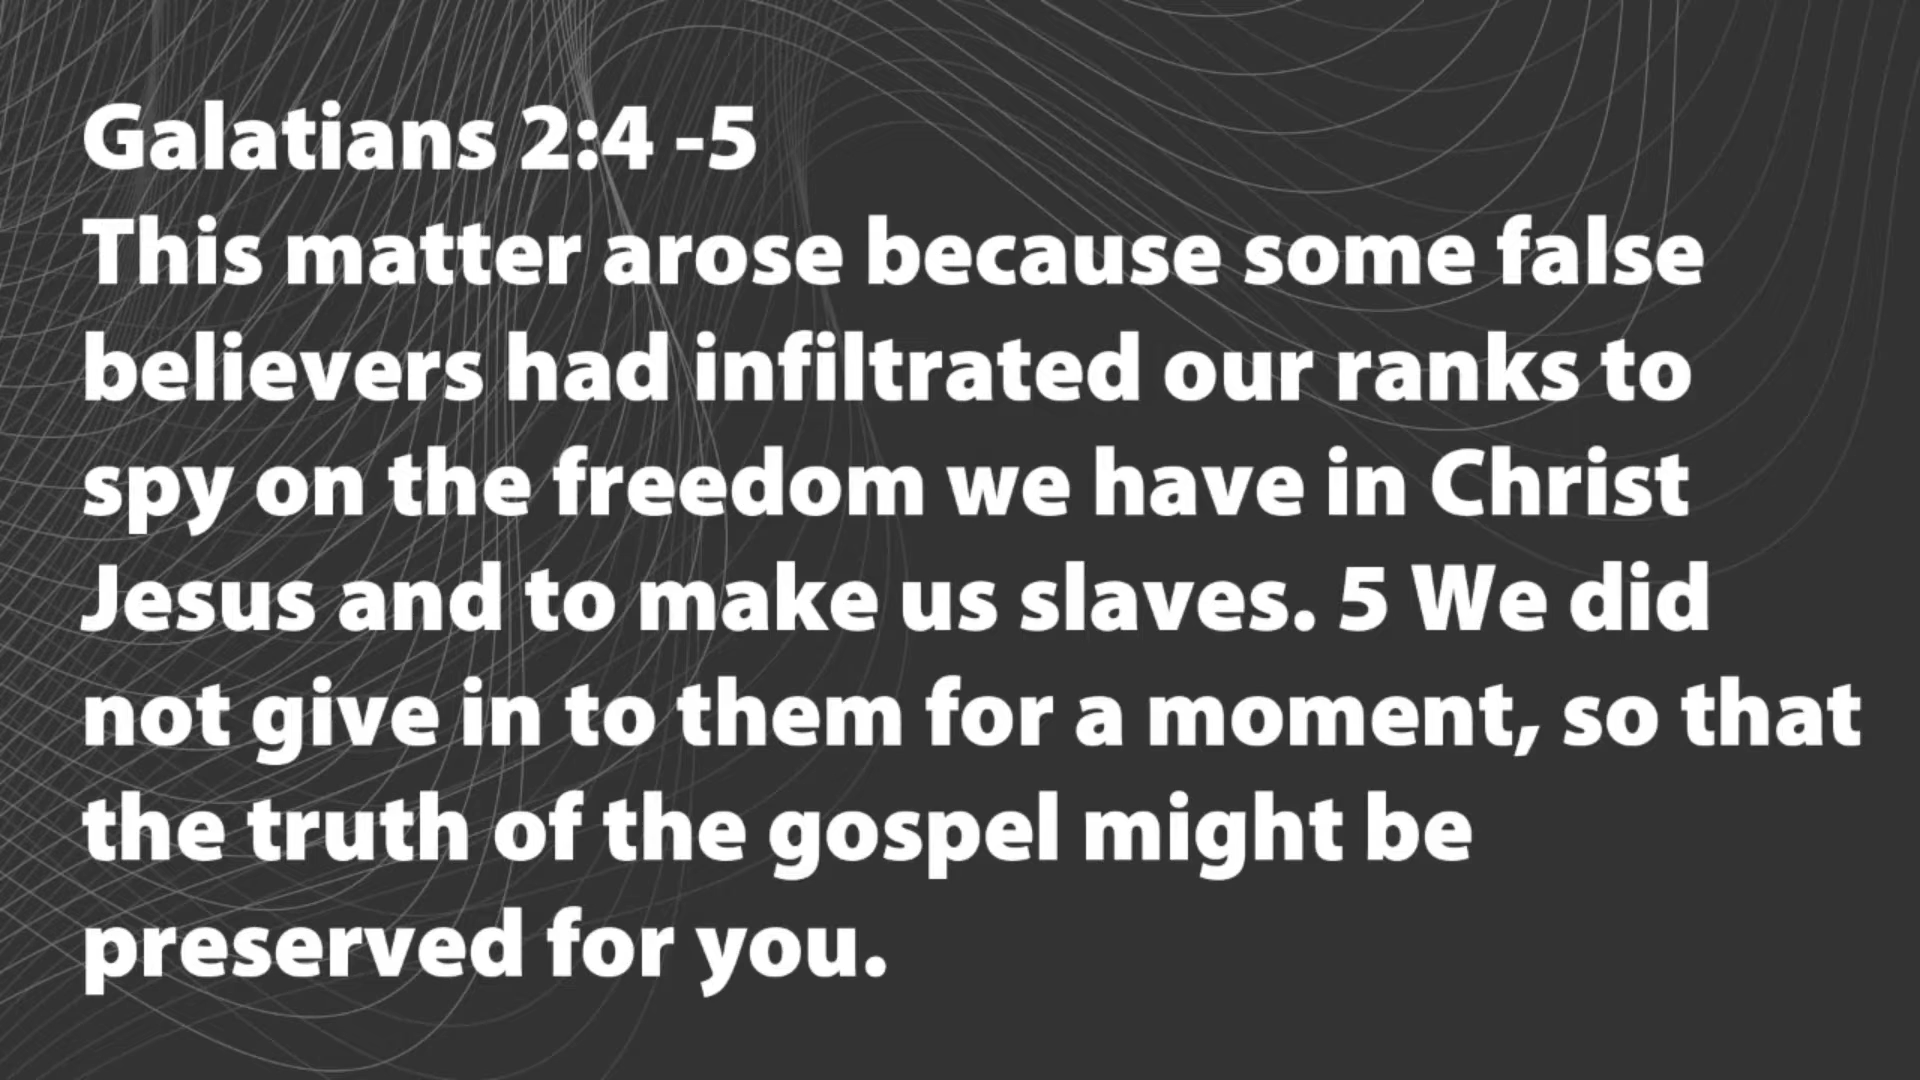 Galatians 2:4 -5
This matter arose because some false
believers had infiltrated our ranks to
spy on the freedom we have in Christ
Jesus and to make us slaves. 5 We did
not give in to them for a moment, so that
the truth of the gospel might be
preserved for you.